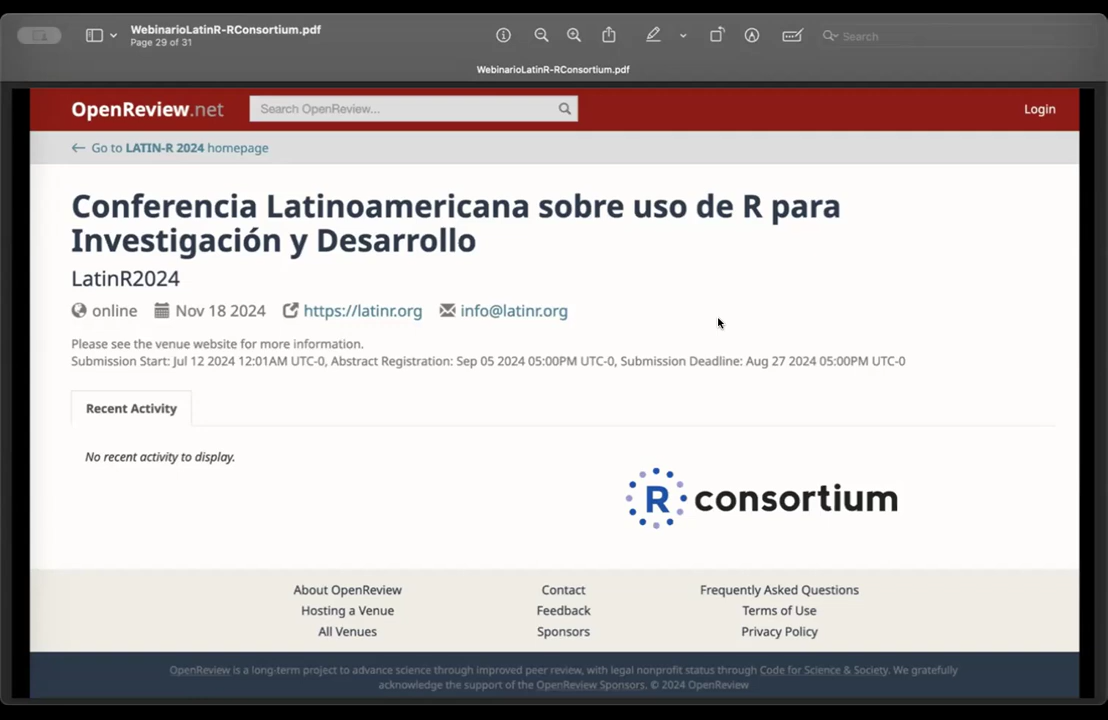 WebinarioLatinR-RConsortium.pdf
Page 29 of 31
Search
WebinarioLatinR-RConsortium.pdf
OpenReview.net
Search OpenReview...
Login
← Go to LATIN-R 2024 homepage
Conferencia Latinoamericana sobre uso de R para
Investigación y Desarrollo
LatinR2024
online Nov 18 2024 https://latinr.org info@latinr.org
Please see the venue website for more information.
Submission Start: Jul 12 2024 12:01AM UTC-0, Abstract Registration: Sep 05 2024 05:00PM UTC-0, Submission Deadline: Aug 27 2024 05:00PM UTC-0
Recent Activity
No recent activity to display.
R consortium
About OpenReview Contact Frequently Asked Questions
Hosting a Venue Feedback Terms of Use
All Venues Sponsors Privacy Policy
OpenReview is a long-term project to advance science through improved peer review, with legal nonprofit status through Code for Science & Society. We gratefully
acknowledge the support of the OpenReview Sponsors. © 2024 OpenReview